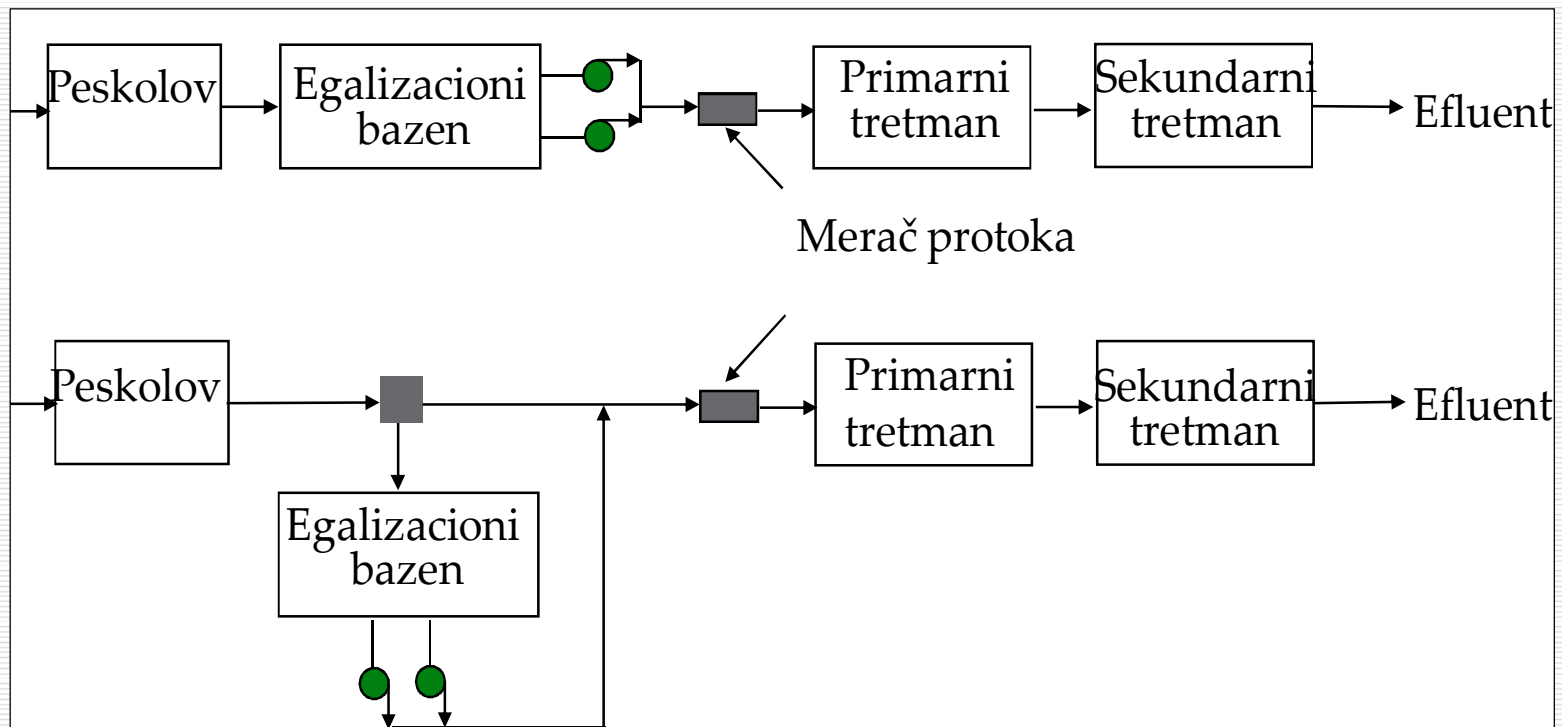 Peskolov
Egalizacioni
bazen
Primarni
tretman
Sekundarni
tretman
Efluent
Merač protoka
Peskolov
Primarni
tretman
Sekundarni
tretman
Efluent
Egalizacioni
bazen